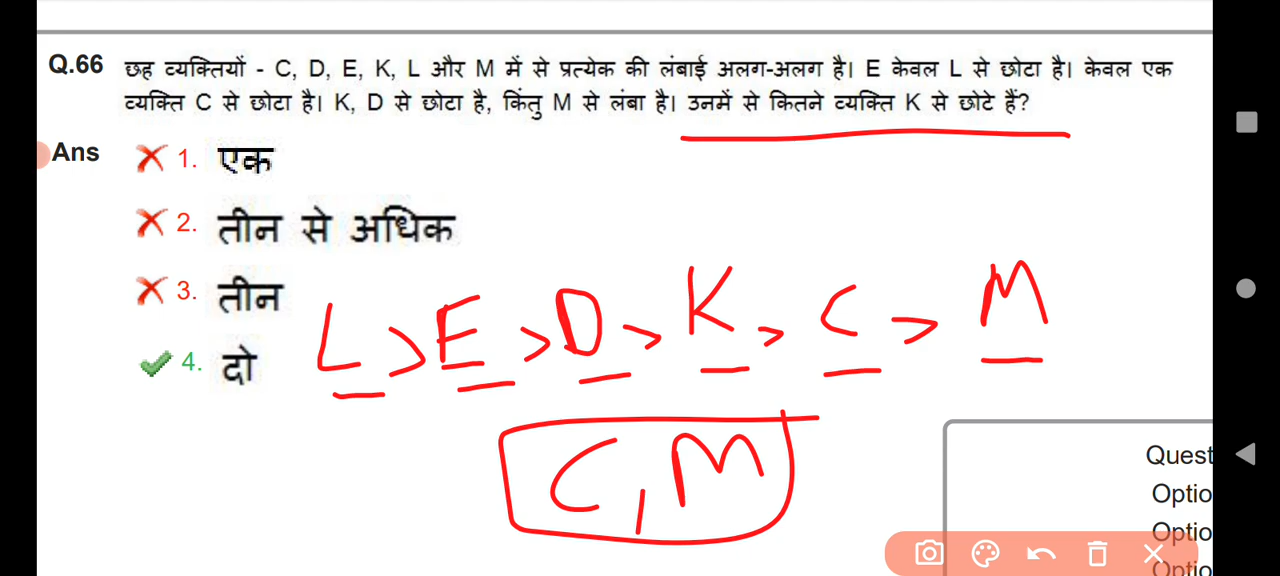 Q.66 छह व्यक्तियों - C, D, E, K, L और M में से प्रत्येक की लंबाई अलग-अलग है। E केवल L से छोटा है। केवल एक
व्यक्ति C से छोटा है। K, D से छोटा है, किंतु M से लंबा है। उनमें से कितने व्यक्ति K से छोटे हैं?
Ans 1. एक
2. तीन से अधिक
3. तीन
4. दो
L > E > D > K > C > M
C, M
Quest
Optio
Optio
Optio